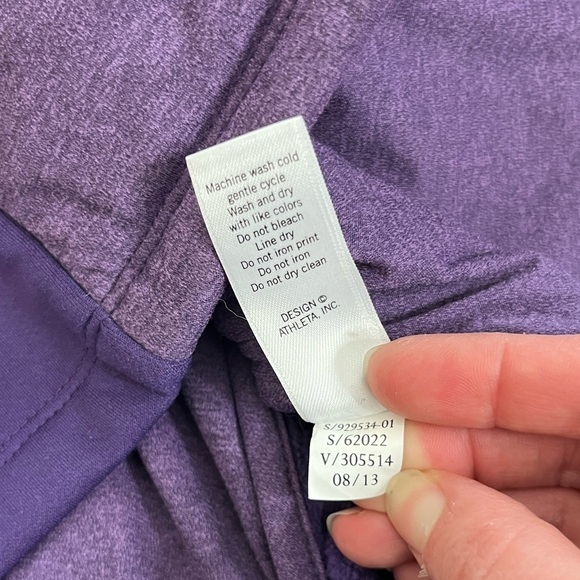 Machine wash cold
gentle cycle
Wash and dry
with like colors
Do not bleach
Line dry
Do not iron print
Do not iron
Do not dry clean
DESIGN ©
ATHLETA, INC.
S/929534-01
S/62022
V/305514
08/13